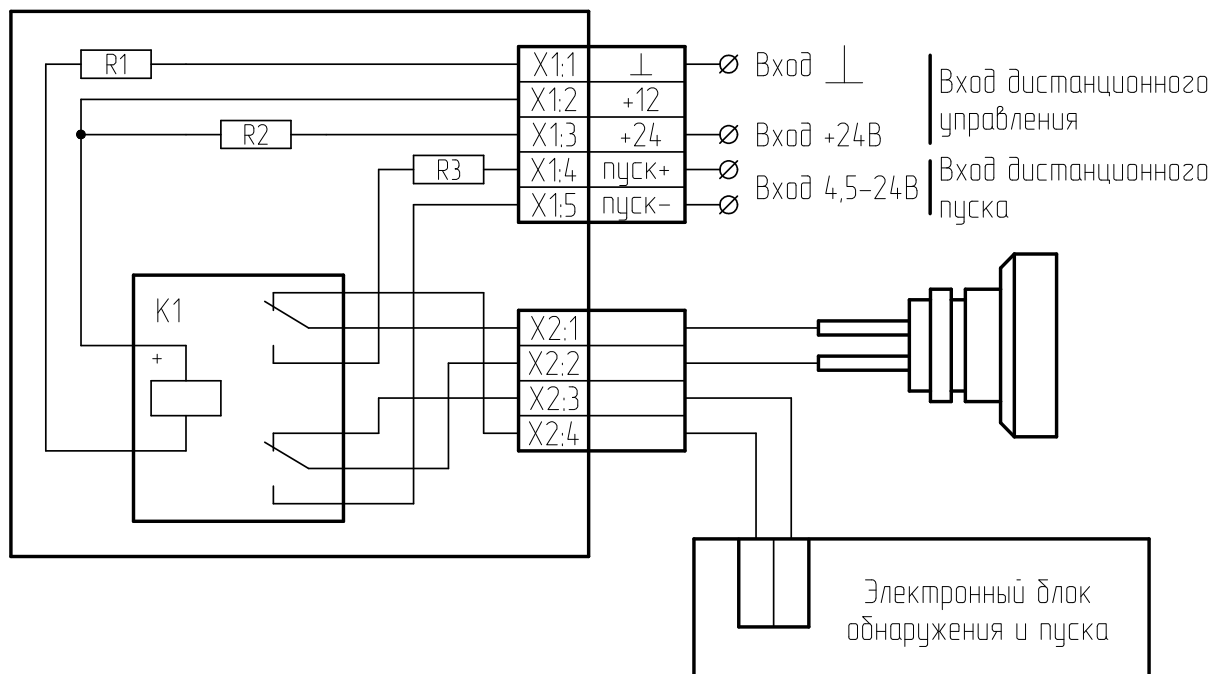 R1
X1:1 ⊥
Вход ⊥
X1:2 +12
R2
X1:3 +24
Вход +24В
Вход дистанционного
управления
R3
X1:4 пуск+
X1:5 пуск-
Вход 4,5-24В
Вход дистанционного
пуска
K1
+
X2:1
X2:2
X2:3
X2:4
Электронный блок
обнаружения и пуска